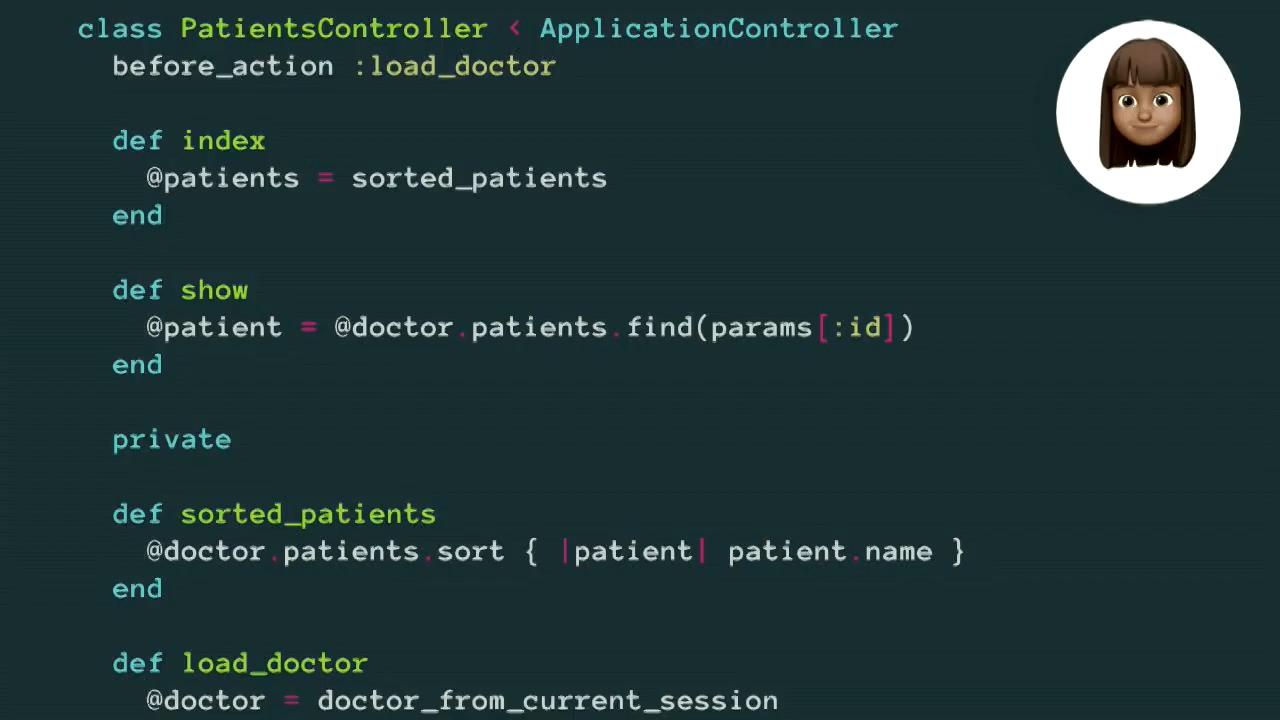 class PatientsController < ApplicationController
  before_action :load_doctor

  def index
    @patients = sorted_patients
  end

  def show
    @patient = @doctor.patients.find(params[:id])
  end

  private

  def sorted_patients
    @doctor.patients.sort { |patient| patient.name }
  end

  def load_doctor
    @doctor = doctor_from_current_session